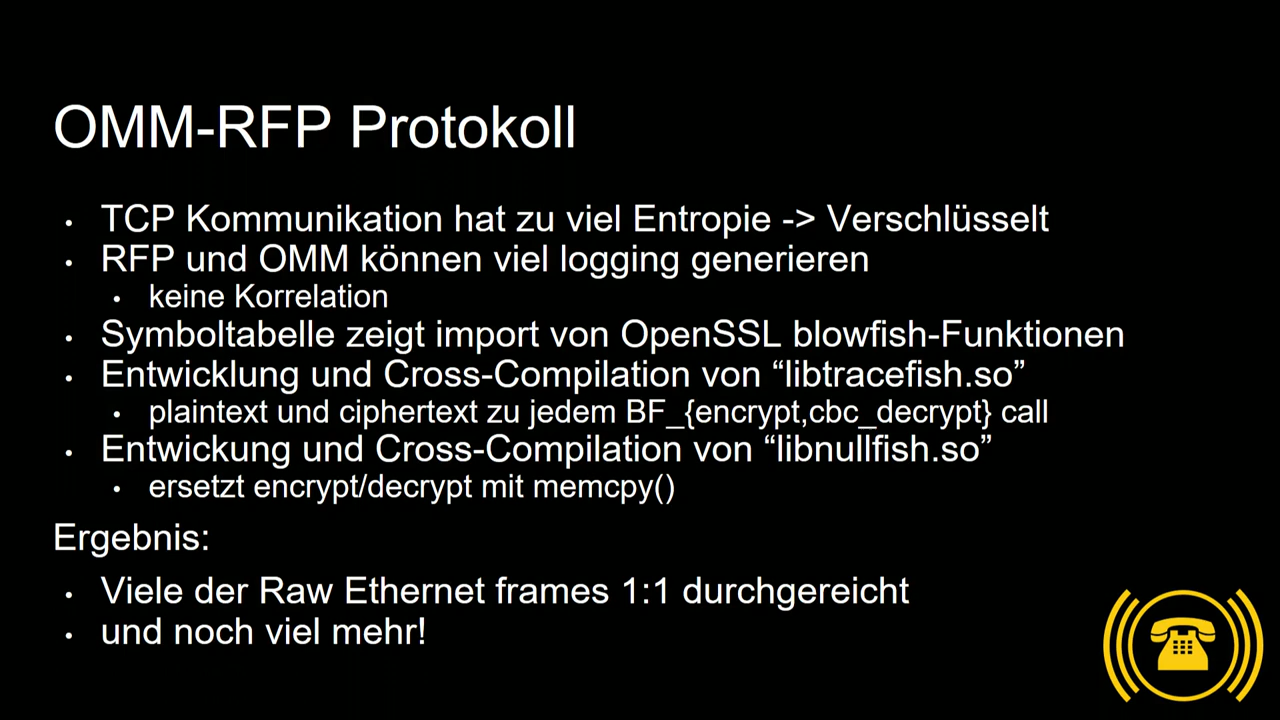 OMM-RFP Protokoll
• TCP Kommunikation hat zu viel Entropie -> Verschlüsselt
• RFP und OMM können viel logging generieren
• keine Korrelation
• Symboltabelle zeigt import von OpenSSL blowfish-Funktionen
• Entwicklung und Cross-Compilation von “libtracefish.so”
• plaintext und ciphertext zu jedem BF_{encrypt,cbc_decrypt} call
• Entwickung und Cross-Compilation von “libnullfish.so”
• ersetzt encrypt/decrypt mit memcpy()
Ergebnis:
• Viele der Raw Ethernet frames 1:1 durchgereicht
• und noch viel mehr!